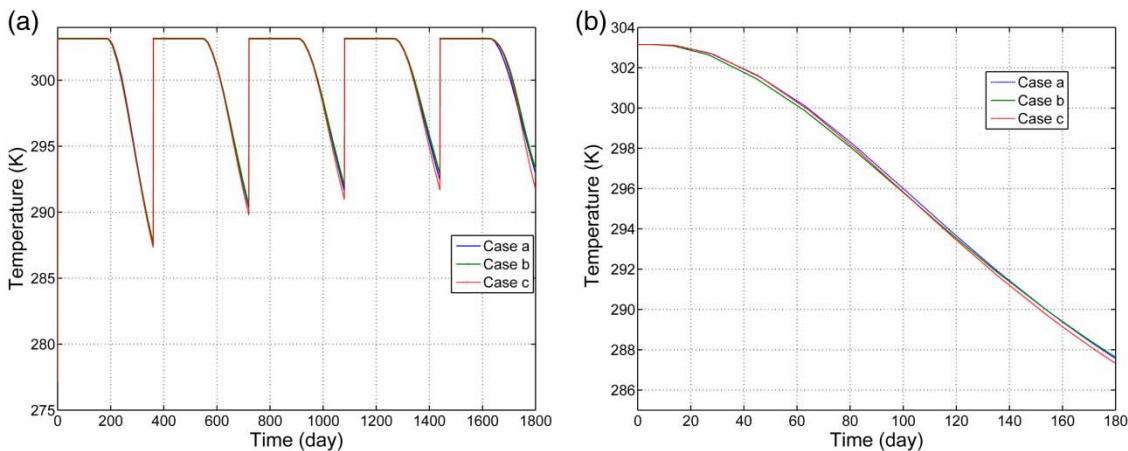 (a)
Temperature (K)
300
295
290
285
280
275
0 200 400 600 800 1000 1200 1400 1600 1800
Time (day)
Case a
Case b
Case c
(b)
Temperature (K)
304
302
300
298
296
294
292
290
288
286
0 20 40 60 80 100 120 140 160 180
Time (day)
Case a
Case b
Case c